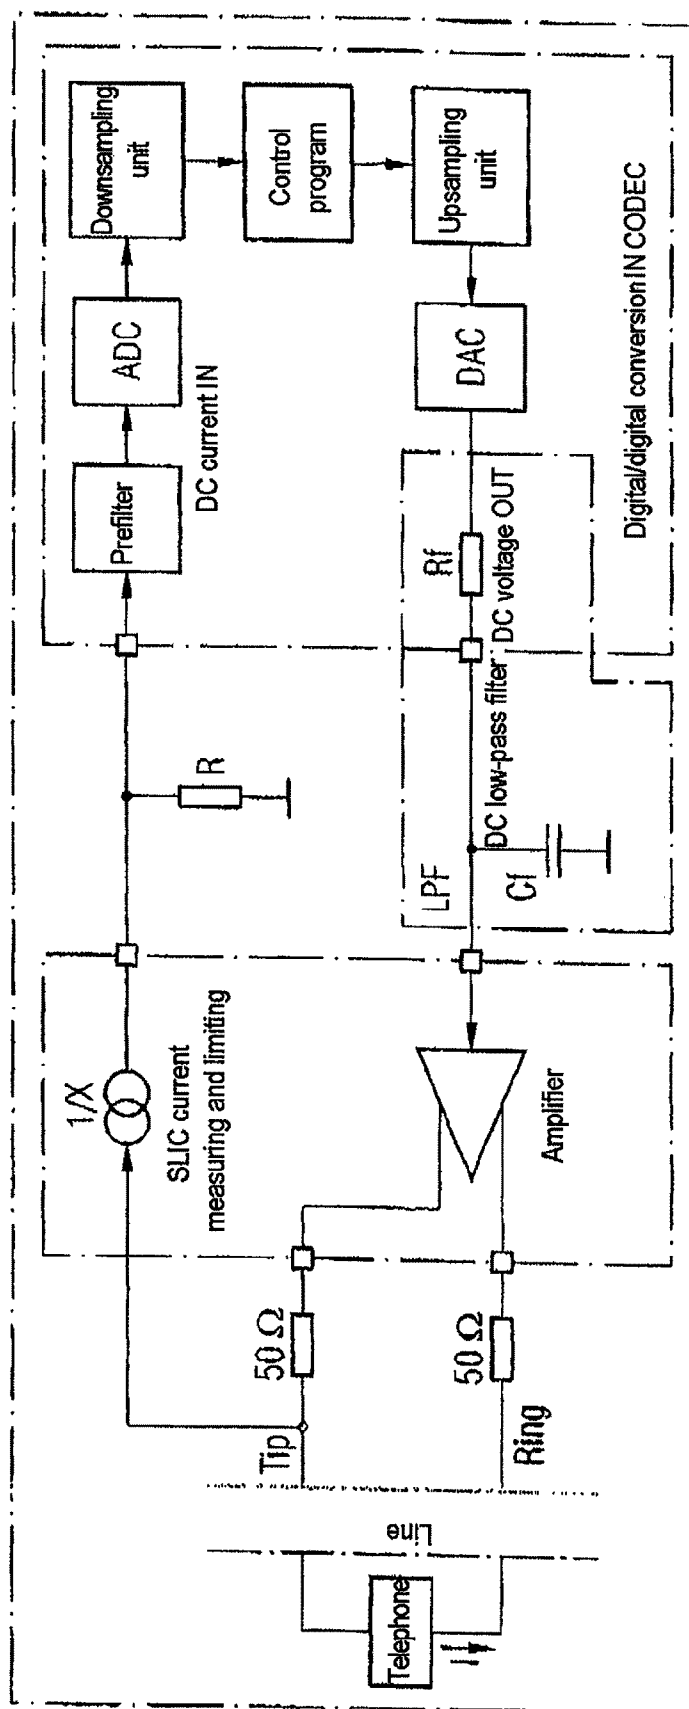 Telephone
I
Line
Tip
Ring
50 Ω
50 Ω
1/X
SLIC current
measuring and limiting
Amplifier
R
LPF
Cf
DC low-pass filter
Rf
DC voltage OUT
Prefilter
ADC
DC current IN
Downsampling
unit
Control
program
Upsampling
unit
DAC
Digital/digital conversion IN CODEC